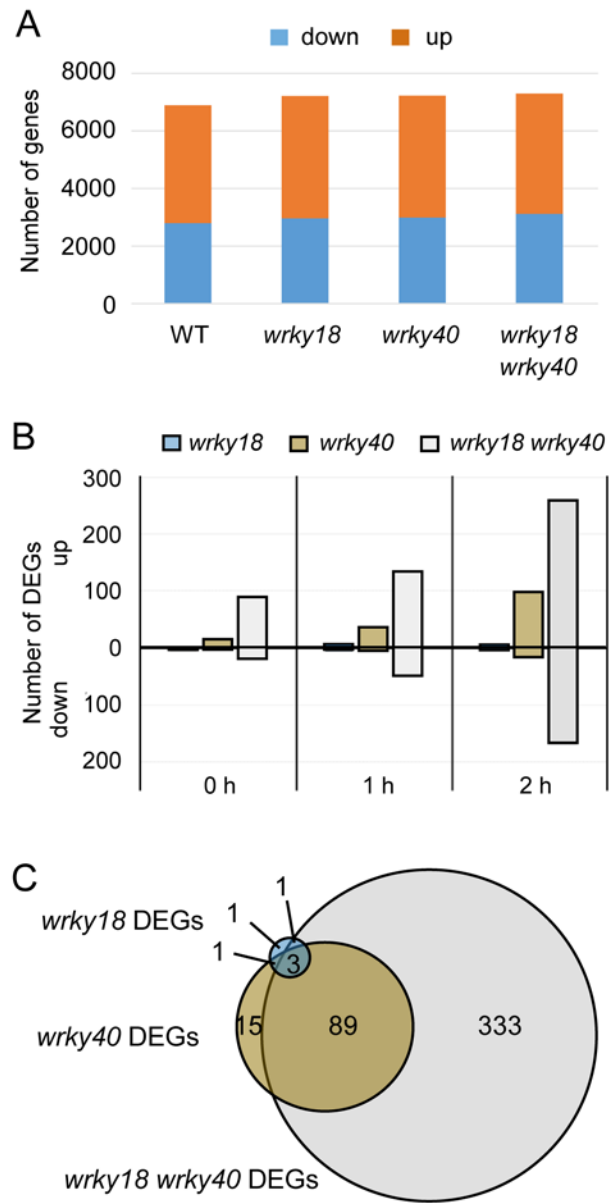 A
down up
Number of genes
8000
6000
4000
2000
0
WT wrky18 wrky40 wrky18
wrky40
B
wrky18 wrky40 wrky18 wrky40
Number of DEGs
down up
300
200
100
0
100
200
0 h 1 h 2 h
C
1
1
wrky18 DEGs
1
3
wrky40 DEGs
15 89 333
wrky18 wrky40 DEGs